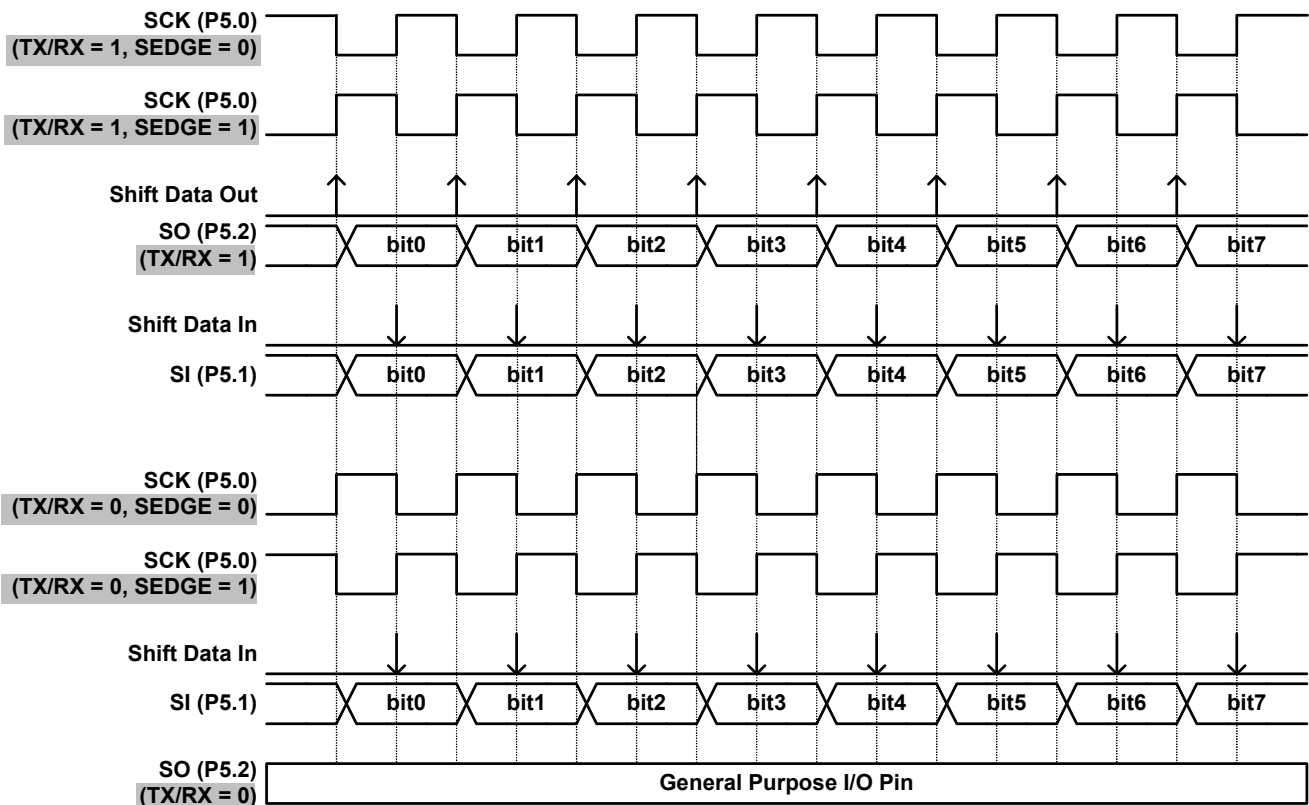 SCK (P5.0)
(TX/RX = 1, SEDGE = 0)
SCK (P5.0)
(TX/RX = 1, SEDGE = 1)
Shift Data Out
SO (P5.2)
(TX/RX = 1)
bit0 bit1 bit2 bit3 bit4 bit5 bit6 bit7
Shift Data In
SI (P5.1)
bit0 bit1 bit2 bit3 bit4 bit5 bit6 bit7
SCK (P5.0)
(TX/RX = 0, SEDGE = 0)
SCK (P5.0)
(TX/RX = 0, SEDGE = 1)
Shift Data In
SI (P5.1)
bit0 bit1 bit2 bit3 bit4 bit5 bit6 bit7
SO (P5.2)
(TX/RX = 0)
General Purpose I/O Pin